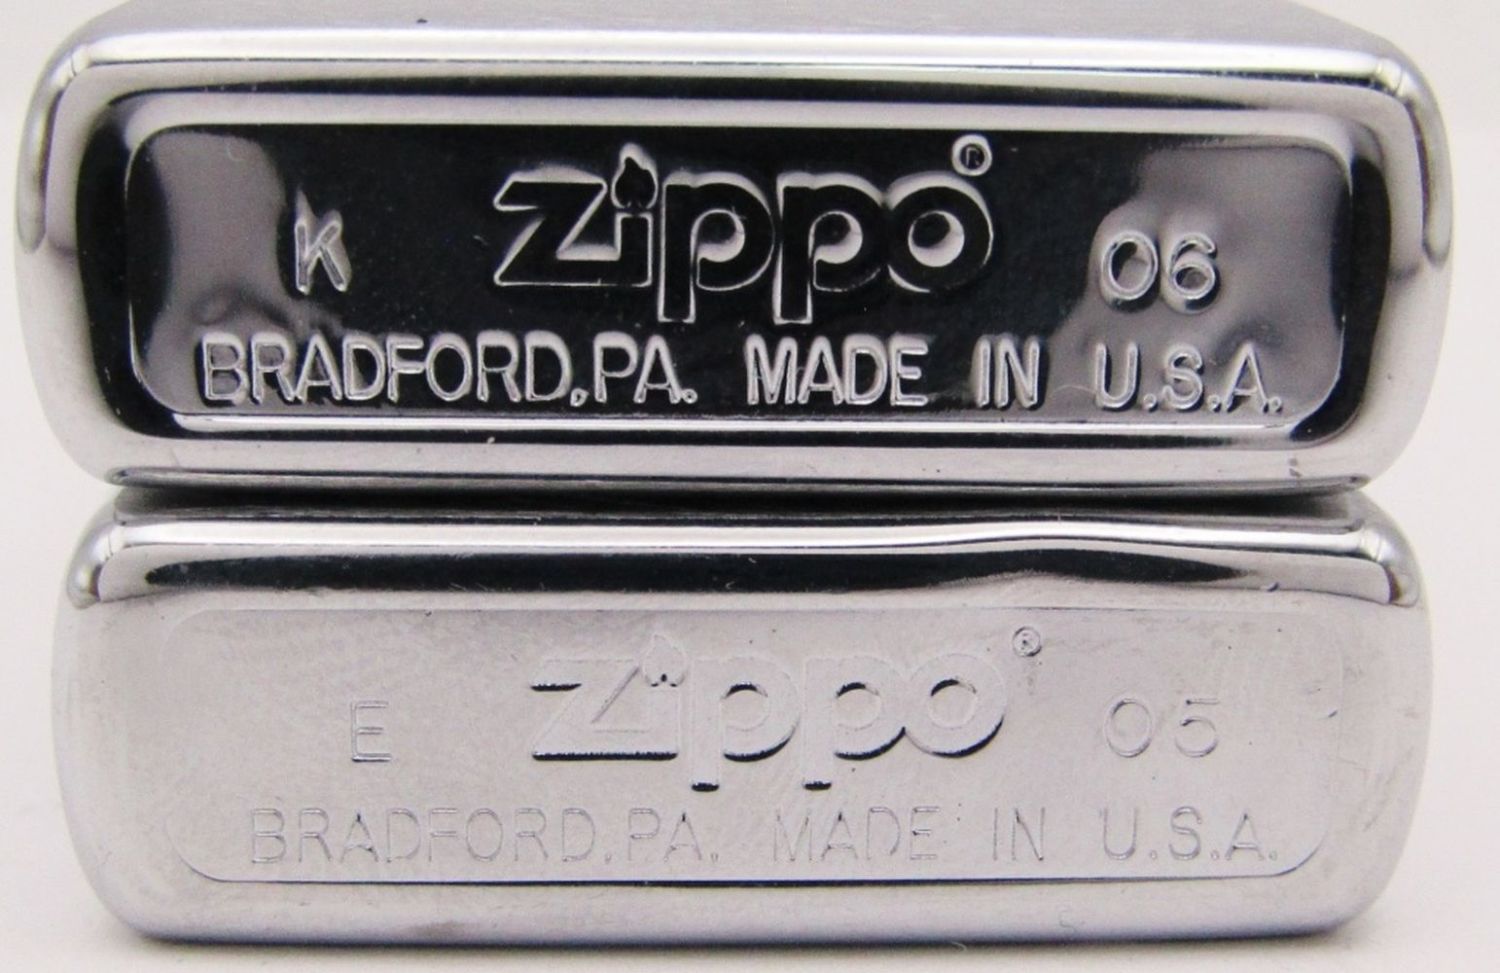 K zippo® 06
BRADFORD,PA. MADE IN U.S.A.
E zippo® 05
BRADFORD,PA. MADE IN U.S.A.